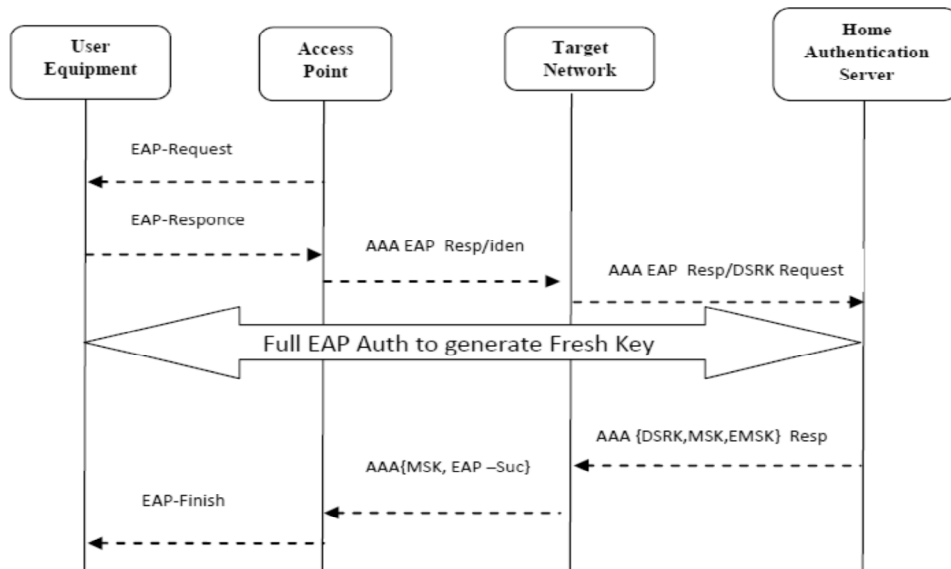 User
Equipment
Access
Point
Target
Network
Home
Authentication
Server
EAP-Request
EAP-Responce
AAA EAP Resp/iden
AAA EAP Resp/DSRK Request
Full EAP Auth to generate Fresh Key
AAA {DSRK,MSK,EMSK} Resp
AAA{MSK, EAP –Suc}
EAP-Finish